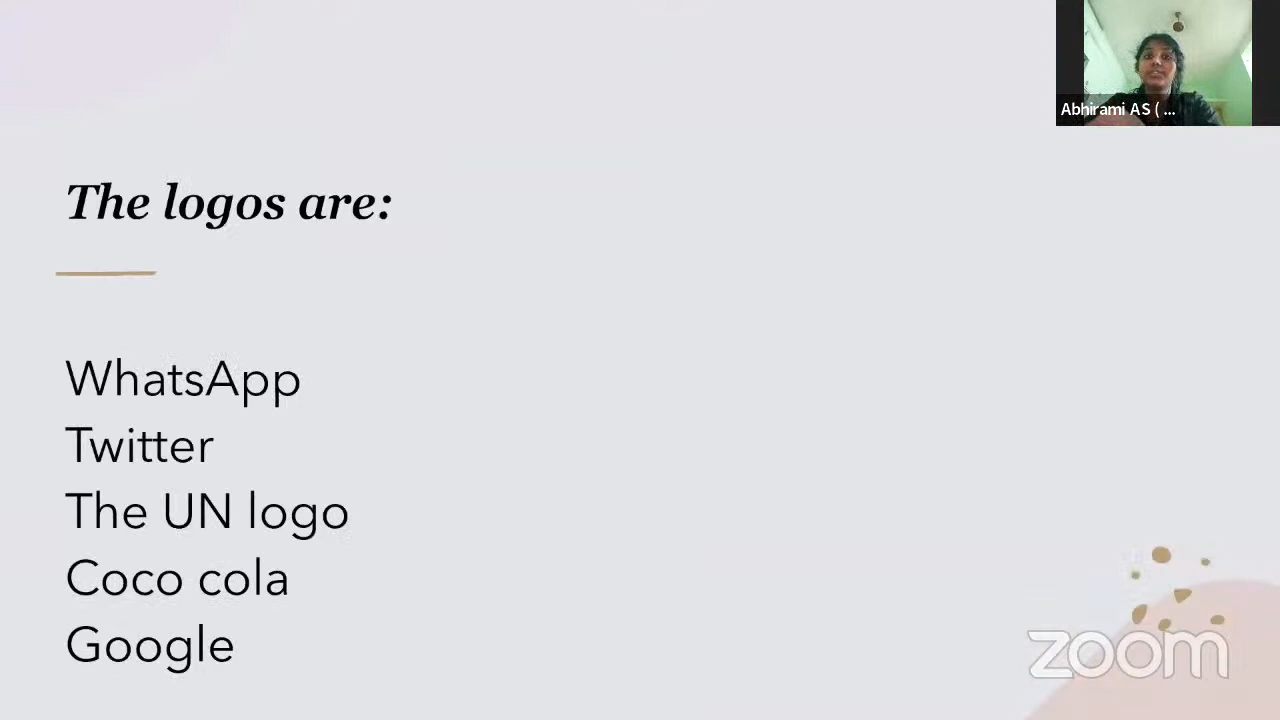 Abhirami AS ( ...
The logos are:
WhatsApp
Twitter
The UN logo
Coco cola
Google
zoom